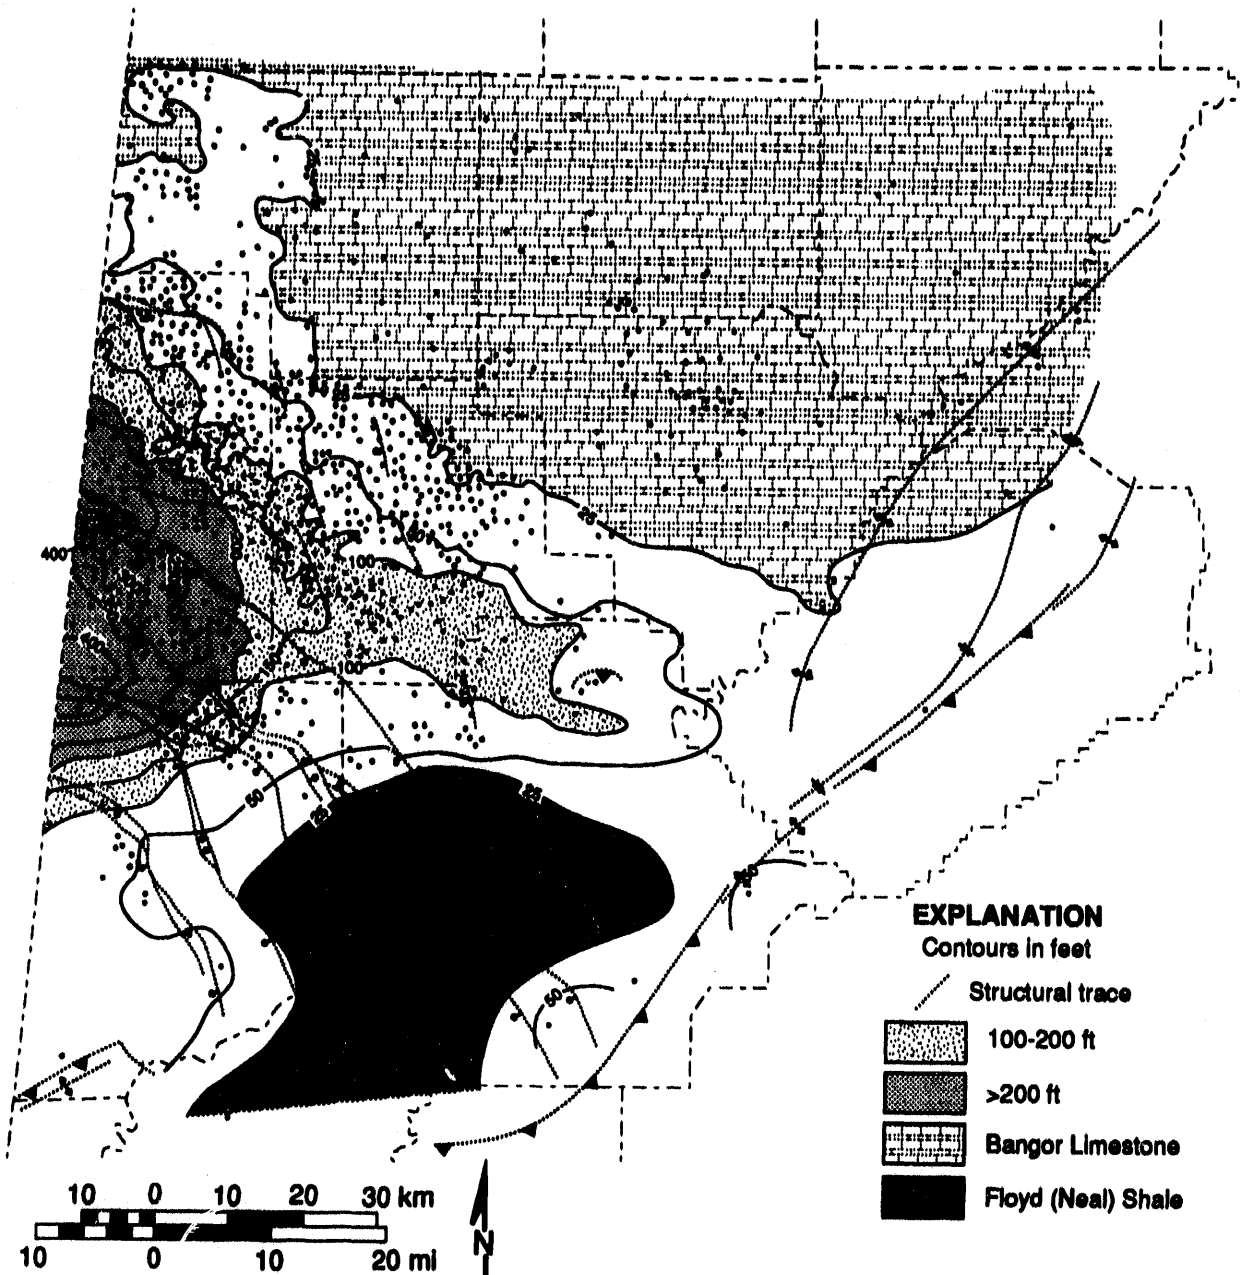 25
400
100
100
50
25
25
50
EXPLANATION
Contours in feet
Structural trace
100-200 ft
>200 ft
Bangor Limestone
Floyd (Neal) Shale
10 0 10 20 30 km
10 0 10 20 mi
N